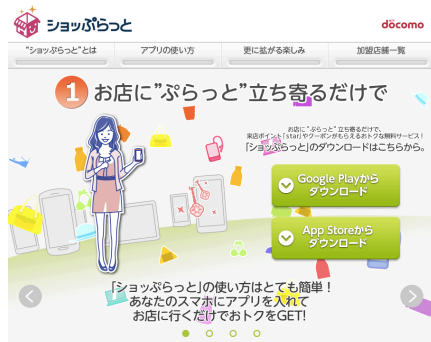 ショッぷらっと
döcomo
"ショッぷらっと"とは
アプリの使い方
更に拡がる楽しみ
加盟店舗一覧
1 お店に"ぷらっと"立ち寄るだけで
お店に"ぷらっと"立ち寄るだけで、
来店ポイント「star」やクーポンがもらえるおトクな無料サービス！
「ショッぷらっと」のダウンロードはこちらから。
Google Playから
ダウンロード
App Storeから
ダウンロード
「ショッぷらっと」の使い方はとても簡単！
あなたのスマホにアプリを入れて
お店に行くだけでおトクをGET!